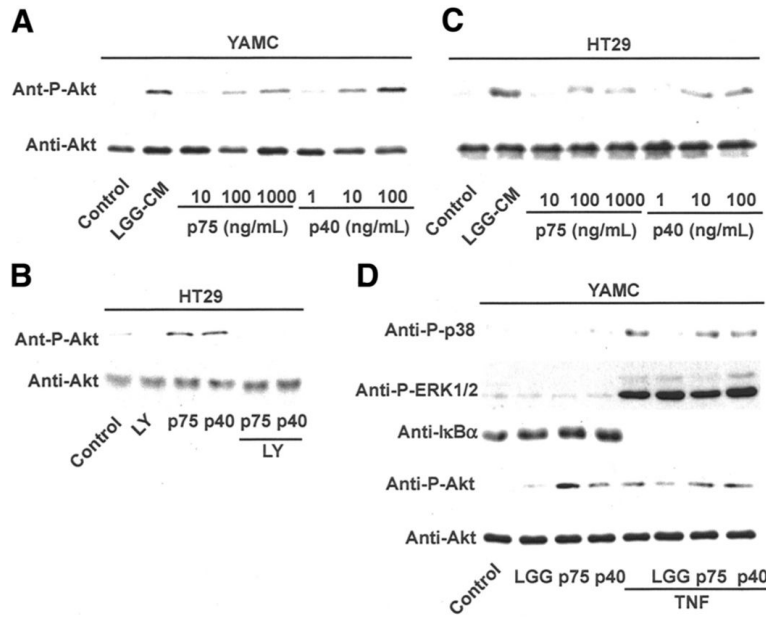 A
YAMC
Ant-P-Akt
Anti-Akt
Control
LGG-CM
10 100 1000 1 10 100
p75 (ng/mL) p40 (ng/mL)
C
HT29
Control
LGG-CM
10 100 1000 1 10 100
p75 (ng/mL) p40 (ng/mL)
B
HT29
Ant-P-Akt
Anti-Akt
Control
LY
p75 p40 p75 p40
LY
D
YAMC
Anti-P-p38
Anti-P-ERK1/2
Anti-IκBα
Anti-P-Akt
Anti-Akt
Control
LGG p75 p40 LGG p75 p40
TNF